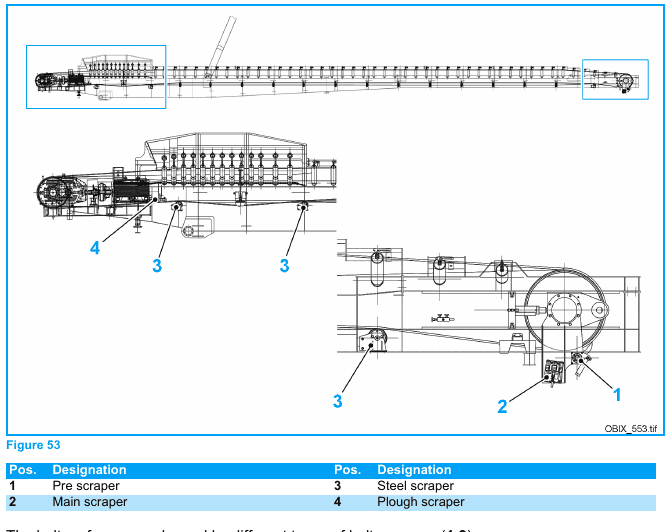 4
3
3
3
2
1
OBIX_553.tif
Figure 53
Pos. Designation Pos. Designation
1 Pre scraper 3 Steel scraper
2 Main scraper 4 Plough scraper